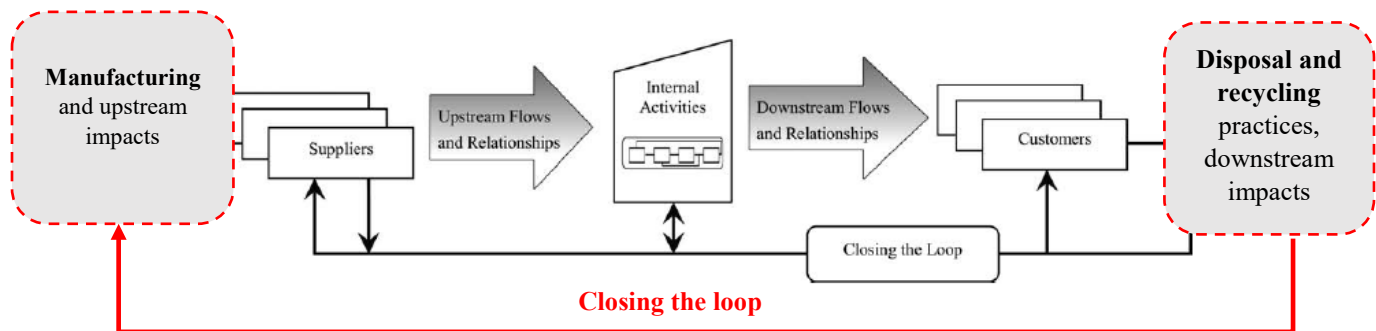 Manufacturing
and upstream
impacts
Suppliers
Upstream Flows
and Relationships
Internal
Activities
Downstream Flows
and Relationships
Customers
Disposal and
recycling
practices,
downstream
impacts
Closing the Loop
Closing the loop